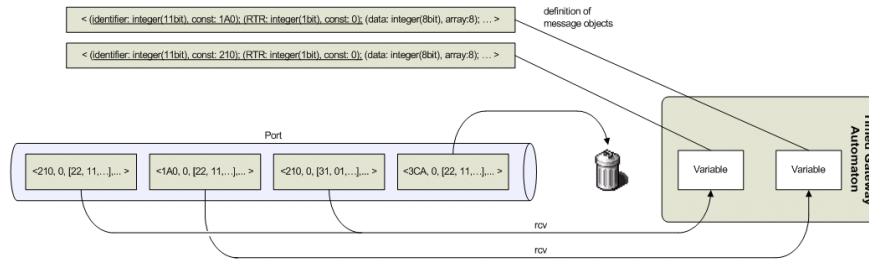 < (identifier: integer(11bit), const: 1A0); (RTR: integer(1bit), const: 0); (data: integer(8bit), array:8); … >
definition of
message objects
< (identifier: integer(11bit), const: 210); (RTR: integer(1bit), const: 0); (data: integer(8bit), array:8); … >
Port
<210, 0, [22, 11,…],... >
<1A0, 0, [22, 11,…],... >
<210, 0, [31, 01,…],... >
<3CA, 0, [22, 11,…],... >
Variable
Variable
Timed Gateway
Automaton
rcv
rcv